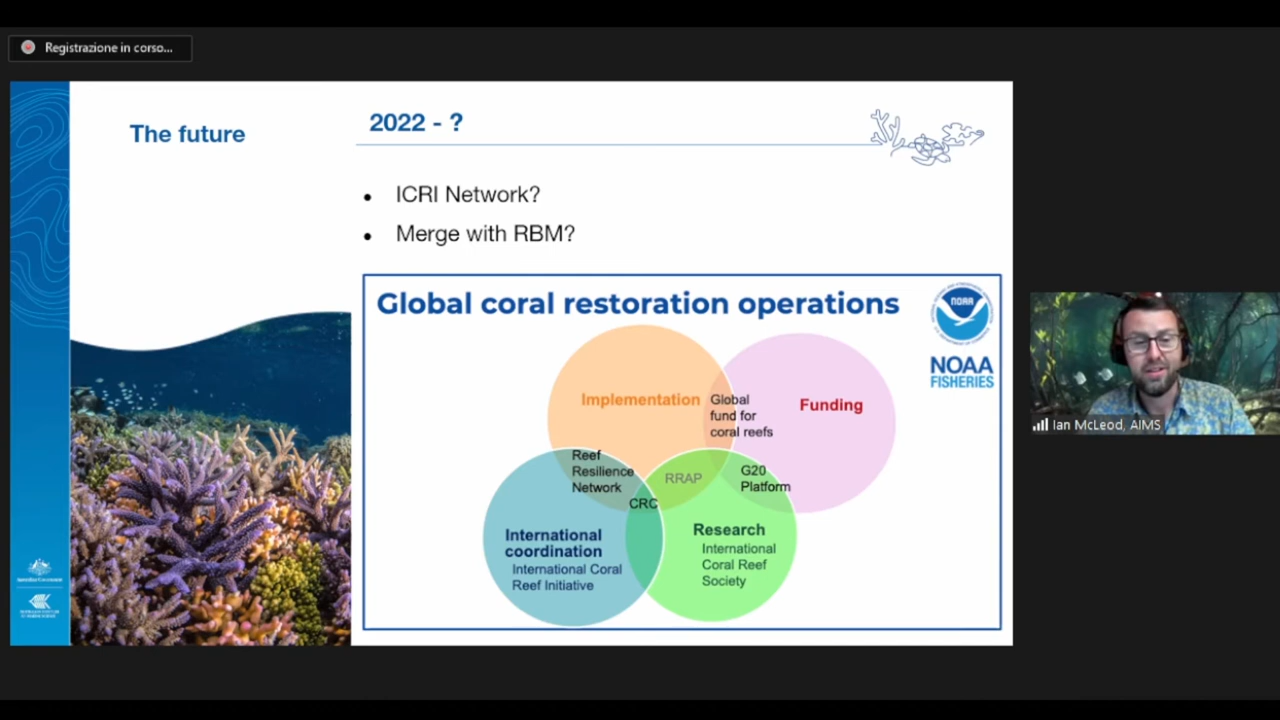 Registrazione in corso...
The future
2022 - ?
• ICRI Network?
• Merge with RBM?
Global coral restoration operations
NOAA
NOAA
FISHERIES
Implementation
Global
fund for
coral reefs
Funding
Reef
Resilience
Network
RRAP
G20
Platform
CRC
International
coordination
International Coral
Reef Initiative
Research
International
Coral Reef
Society
Ian McLeod, AIMS